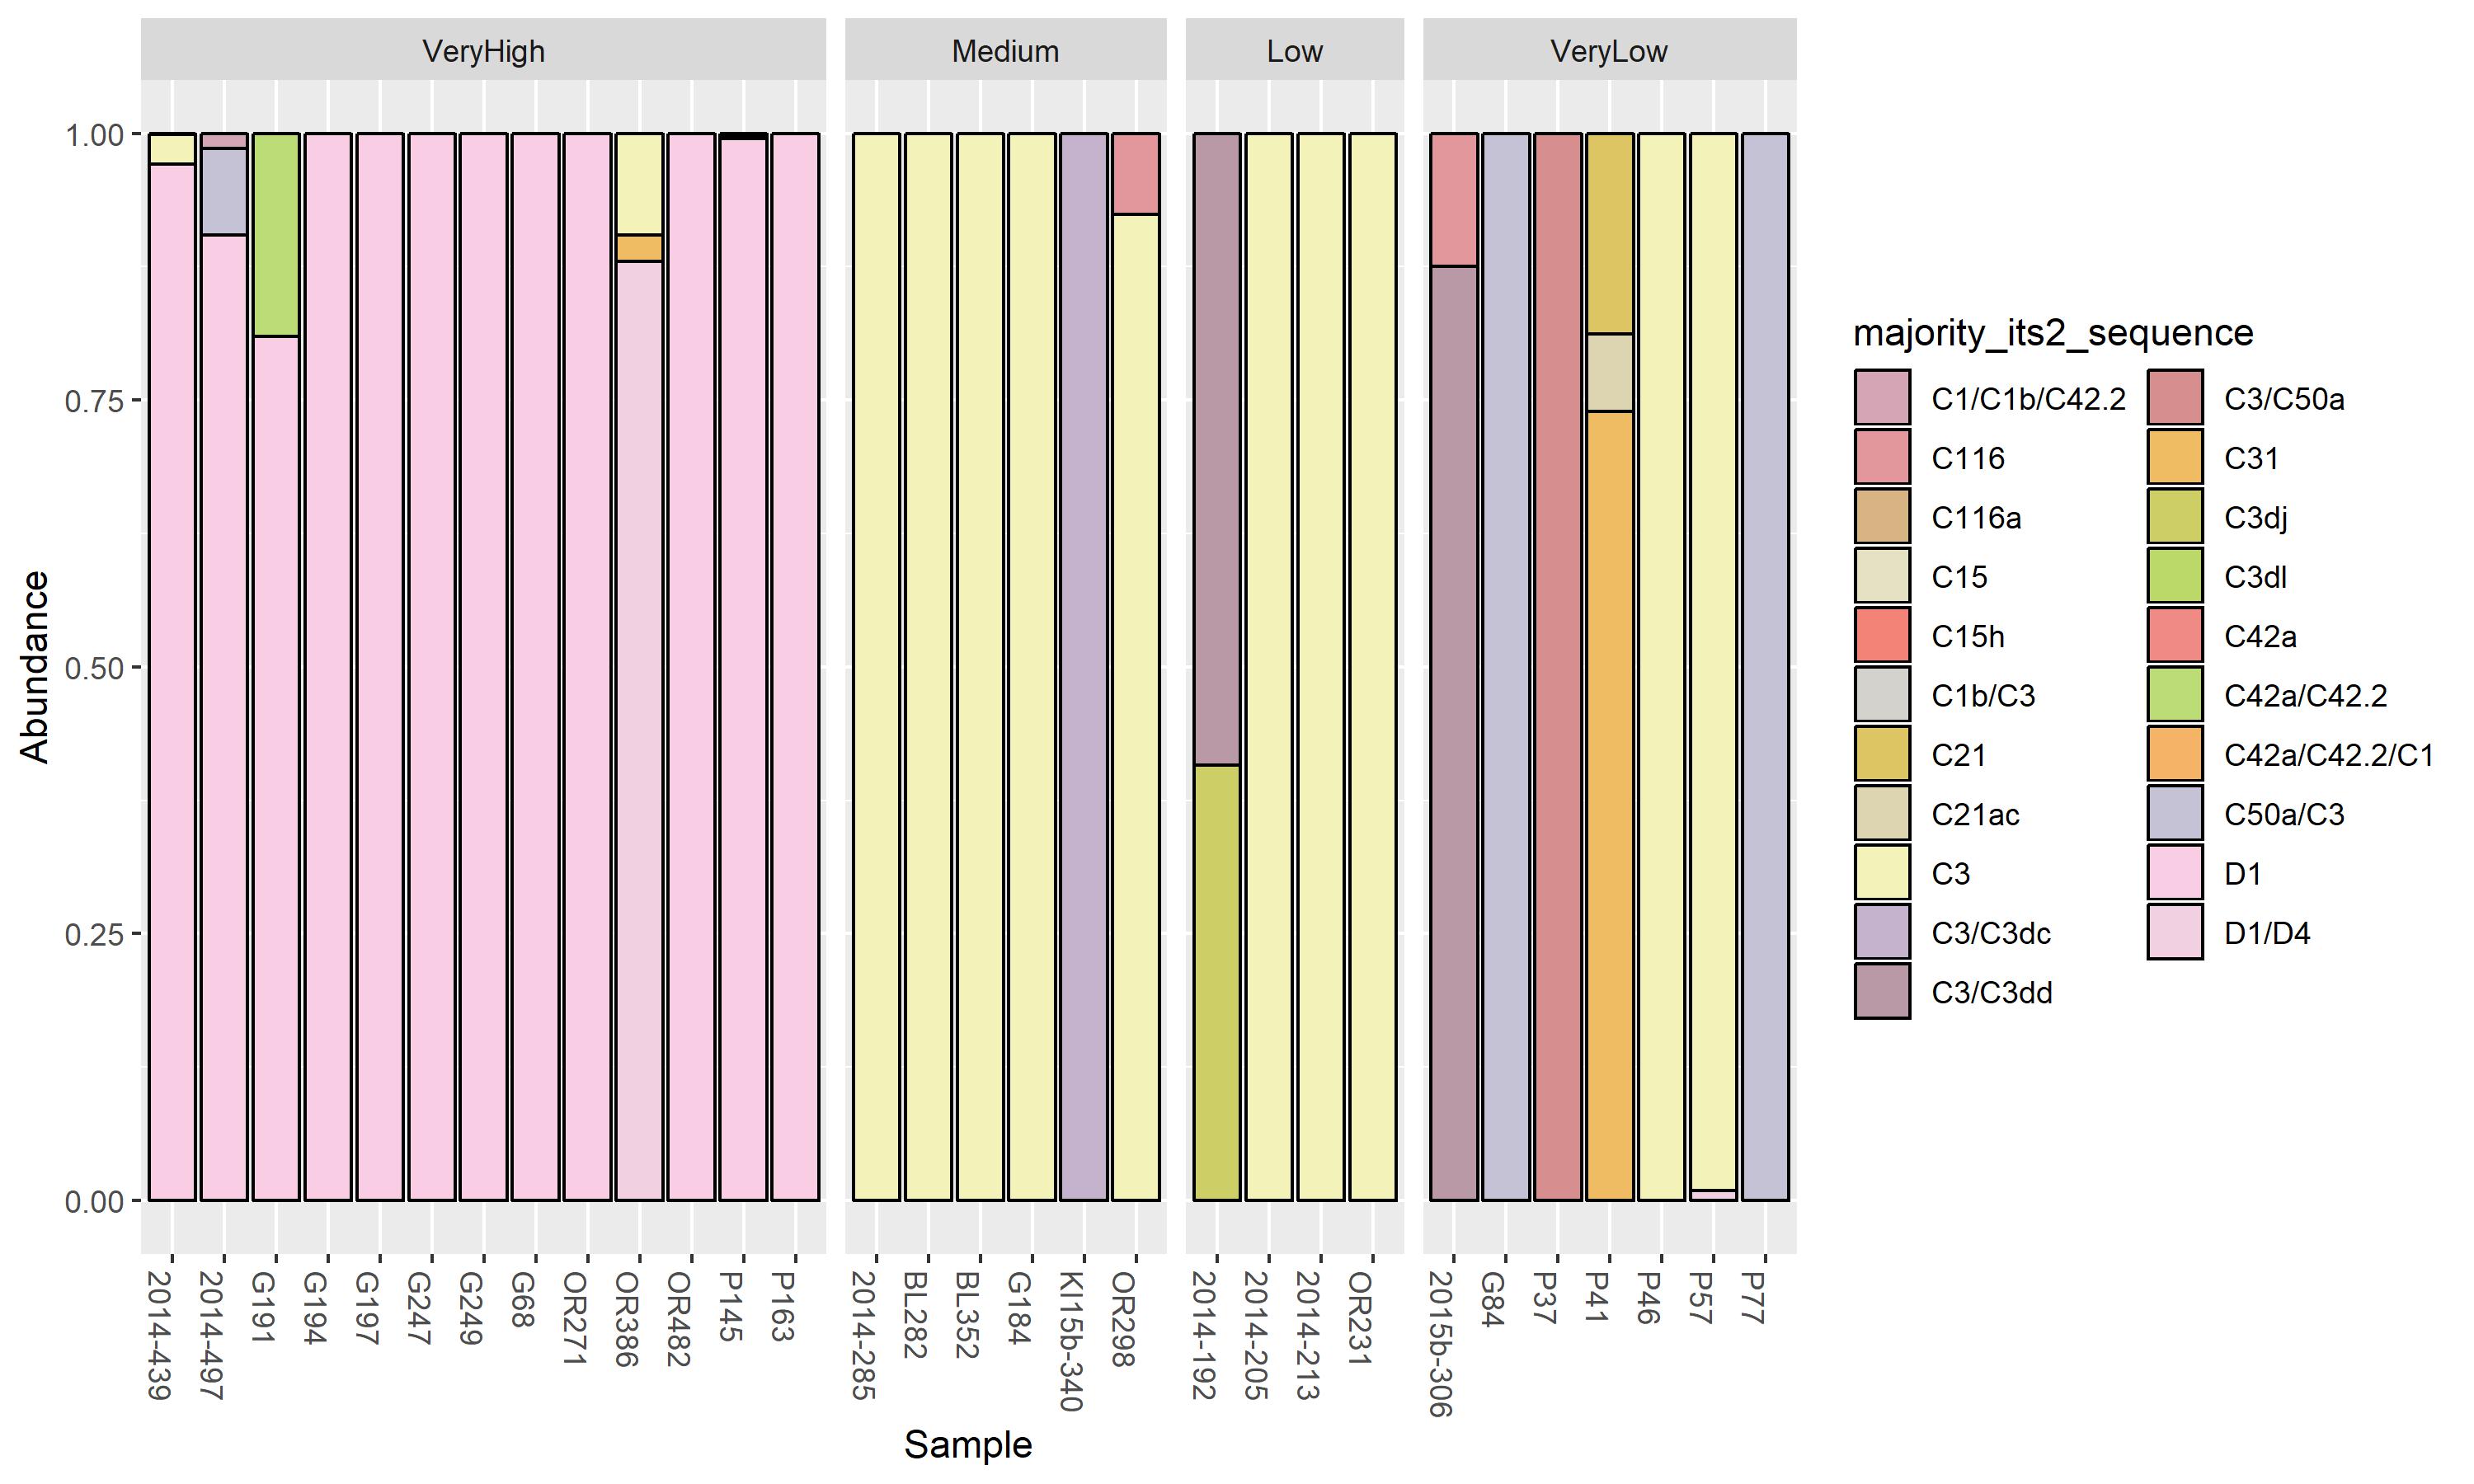 VeryHigh
Medium
Low
VeryLow
1.00
0.75
0.50
0.25
0.00
Abundance
2014-439
2014-497
G191
G194
G197
G247
G249
G68
OR271
OR386
OR482
P145
P163
2014-285
BL282
BL352
G184
KI15b-340
OR298
2014-192
2014-205
2014-213
OR231
2015b-306
G84
P37
P41
P46
P57
P77
Sample
majority_its2_sequence
C1/C1b/C42.2
C116
C116a
C15
C15h
C1b/C3
C21
C21ac
C3
C3/C3dc
C3/C3dd
C3/C50a
C31
C3dj
C3dl
C42a
C42a/C42.2
C42a/C42.2/C1
C50a/C3
D1
D1/D4